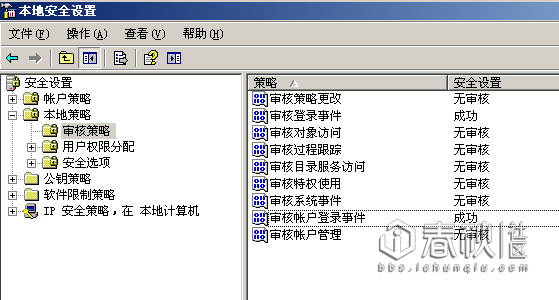 本地安全设置
文件(F) 操作(A) 查看(V) 帮助(H)
安全设置
帐户策略
本地策略
审核策略
用户权限分配
安全选项
公钥策略
软件限制策略
IP 安全策略，在 本地计算机
策略 安全设置
审核策略更改 无审核
审核登录事件 成功
审核对象访问 无审核
审核过程跟踪 无审核
审核目录服务访问 无审核
审核特权使用 无审核
审核系统事件 无审核
审核帐户登录事件 成功
审核帐户管理 无审核
春秋社区
bbs.ichunqiu.com